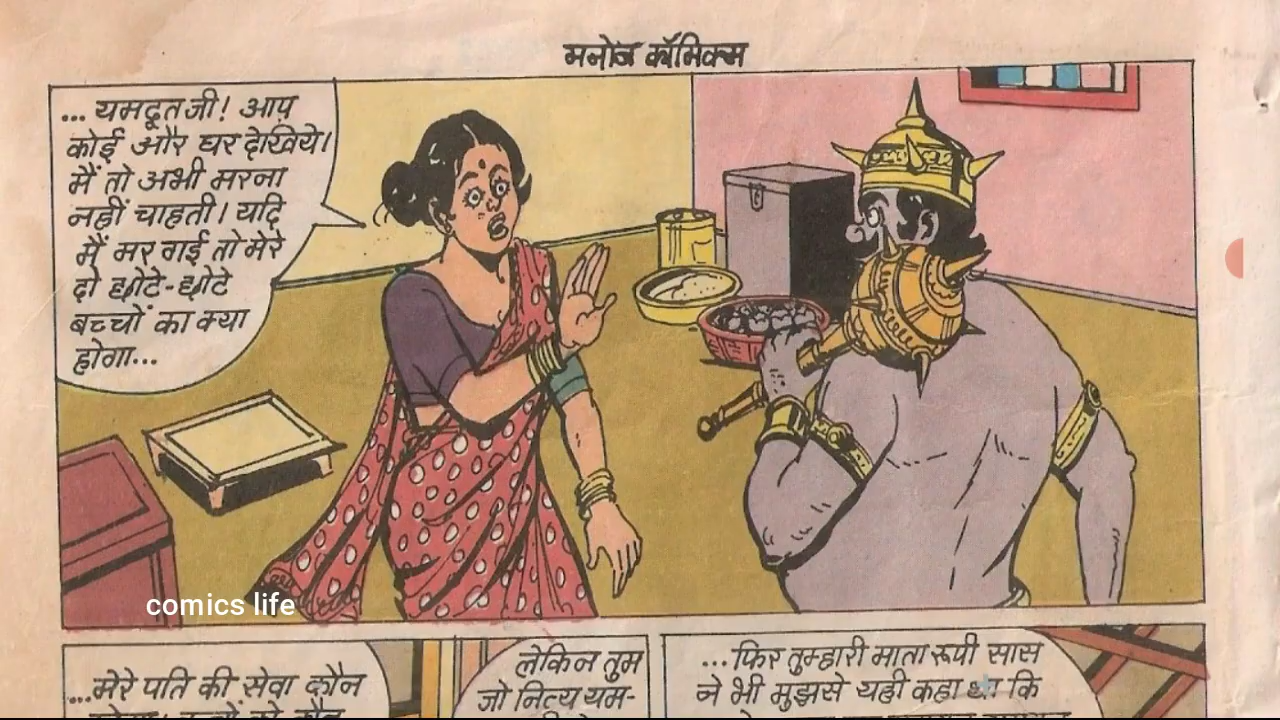 मनोज कॉमिक्स
... यमदूतजी! आप
कोई और घर देखिये।
मैं तो अभी मरना
नहीं चाहती। यदि
मैं मर गई तो मेरे
दो छोटे-छोटे
बच्चों का क्या
होगा...
comics life
...मेरे पति की सेवा कौन
लेकिन तुम
जो नित्य यम-
...फिर तुम्हारी माता रूपी सास
ने भी मुझसे यही कहा था कि